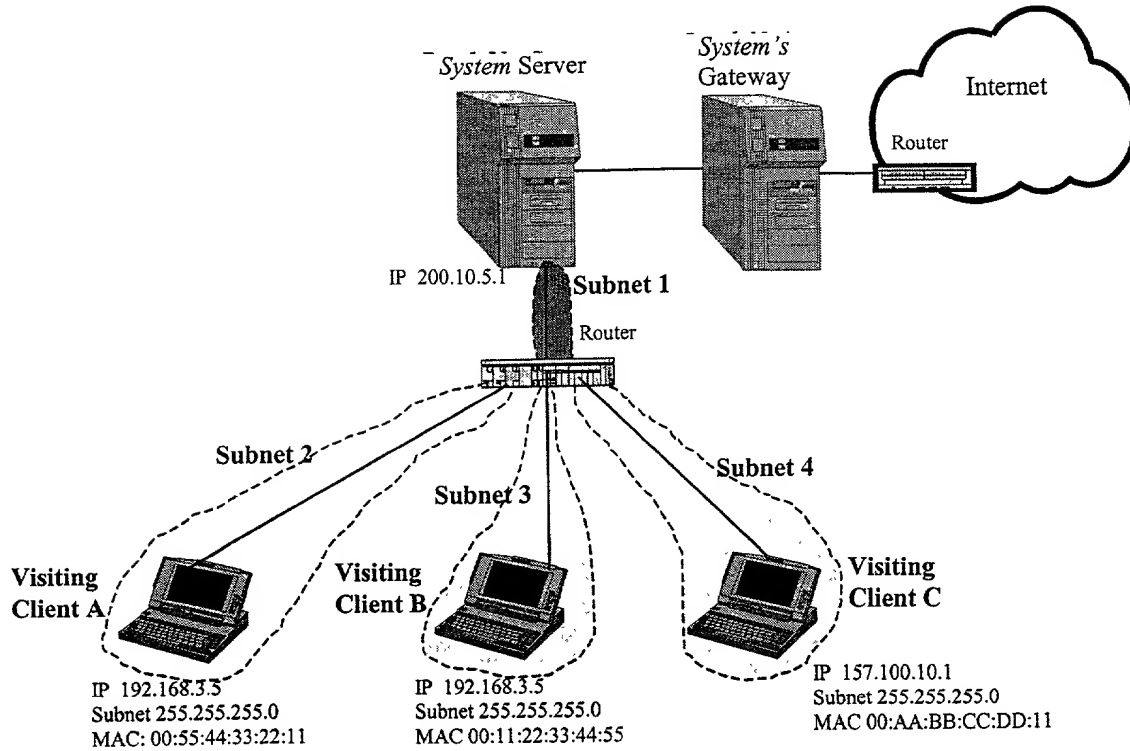 System Server
System's
Gateway
Internet
Router
IP 200.10.5.1
Subnet 1
Router
Subnet 2
Subnet 3
Subnet 4
Visiting
Client A
Visiting
Client B
Visiting
Client C
IP 192.168.3.5
Subnet 255.255.255.0
MAC: 00:55:44:33:22:11
IP 192.168.3.5
Subnet 255.255.255.0
MAC 00:11:22:33:44:55
IP 157.100.10.1
Subnet 255.255.255.0
MAC 00:AA:BB:CC:DD:11